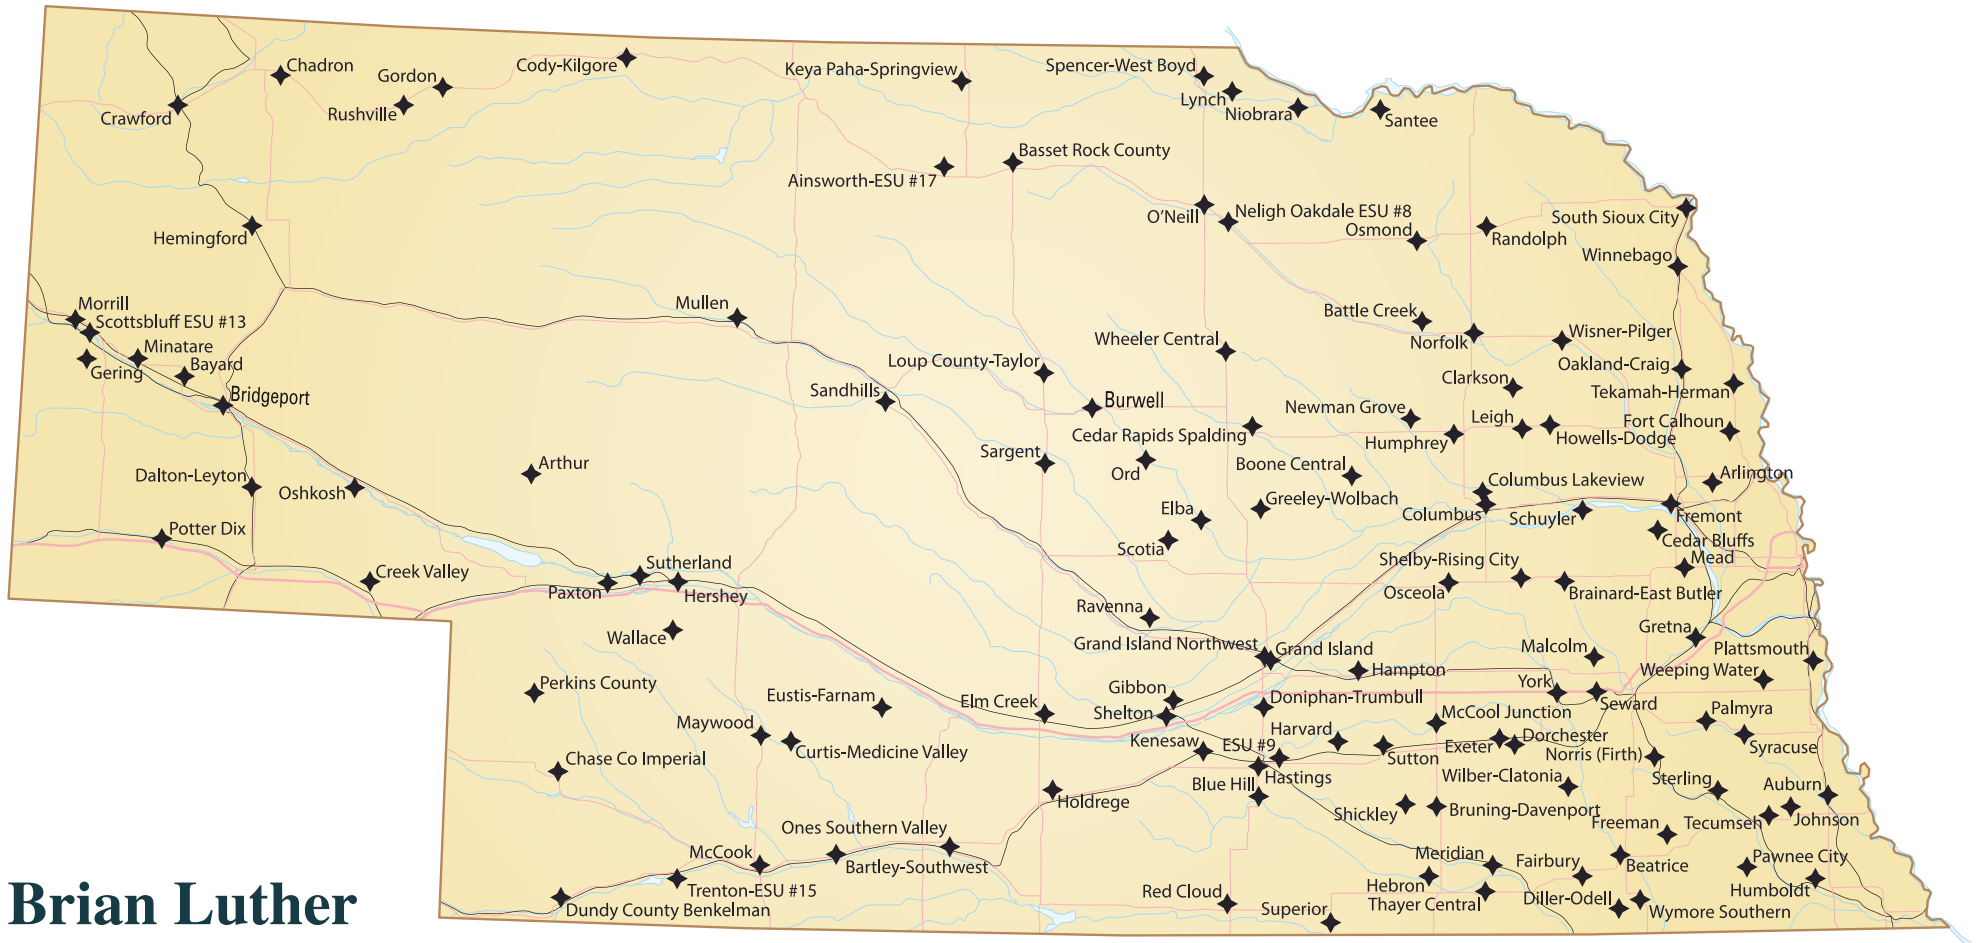 Chadron
Gordon
Cody-Kilgore
Keya Paha-Springview
Spencer-West Boyd
Crawford
Rushville
Lynch
Niobrara
Santee
Basset Rock County
Ainsworth-ESU #17
O'Neill
Neligh Oakdale ESU #8
Osmond
Randolph
South Sioux City
Hemingford
Winnebago
Morrill
Scottsbluff ESU #13
Minatare
Bayard
Gering
Bridgeport
Mullen
Battle Creek
Norfolk
Wisner-Pilger
Wheeler Central
Loup County-Taylor
Oakland-Craig
Clarkson
Tekamah-Herman
Sandhills
Burwell
Newman Grove
Leigh
Fort Calhoun
Cedar Rapids Spalding
Humphrey
Howells-Dodge
Sargent
Ord
Boone Central
Arthur
Dalton-Leyton
Oshkosh
Columbus Lakeview
Arlington
Greeley-Wolbach
Elba
Columbus
Schuyler
Fremont
Potter Dix
Scotia
Cedar Bluffs
Mead
Shelby-Rising City
Creek Valley
Sutherland
Paxton
Hershey
Osceola
Brainard-East Butler
Ravenna
Wallace
Grand Island Northwest
Grand Island
Malcolm
Gretna
Plattsmouth
Hampton
Weeping Water
Perkins County
Eustis-Farnam
Elm Creek
Gibbon
Shelton
Doniphan-Trumbull
York
Seward
Palmyra
Maywood
Curtis-Medicine Valley
McCool Junction
Harvard
Kenesaw
ESU #9
Exeter
Dorchester
Norris (Firth)
Syracuse
Chase Co Imperial
Sutton
Hastings
Blue Hill
Wilber-Clatonia
Sterling
Auburn
Holdrege
Shickley
Bruning-Davenport
Freeman
Tecumseh
Johnson
Ones Southern Valley
McCook
Bartley-Southwest
Meridian
Fairbury
Beatrice
Pawnee City
Trenton-ESU #15
Hebron
Humboldt
Red Cloud
Thayer Central
Diller-Odell
Wymore Southern
Dundy County Benkelman
Superior
Brian Luther